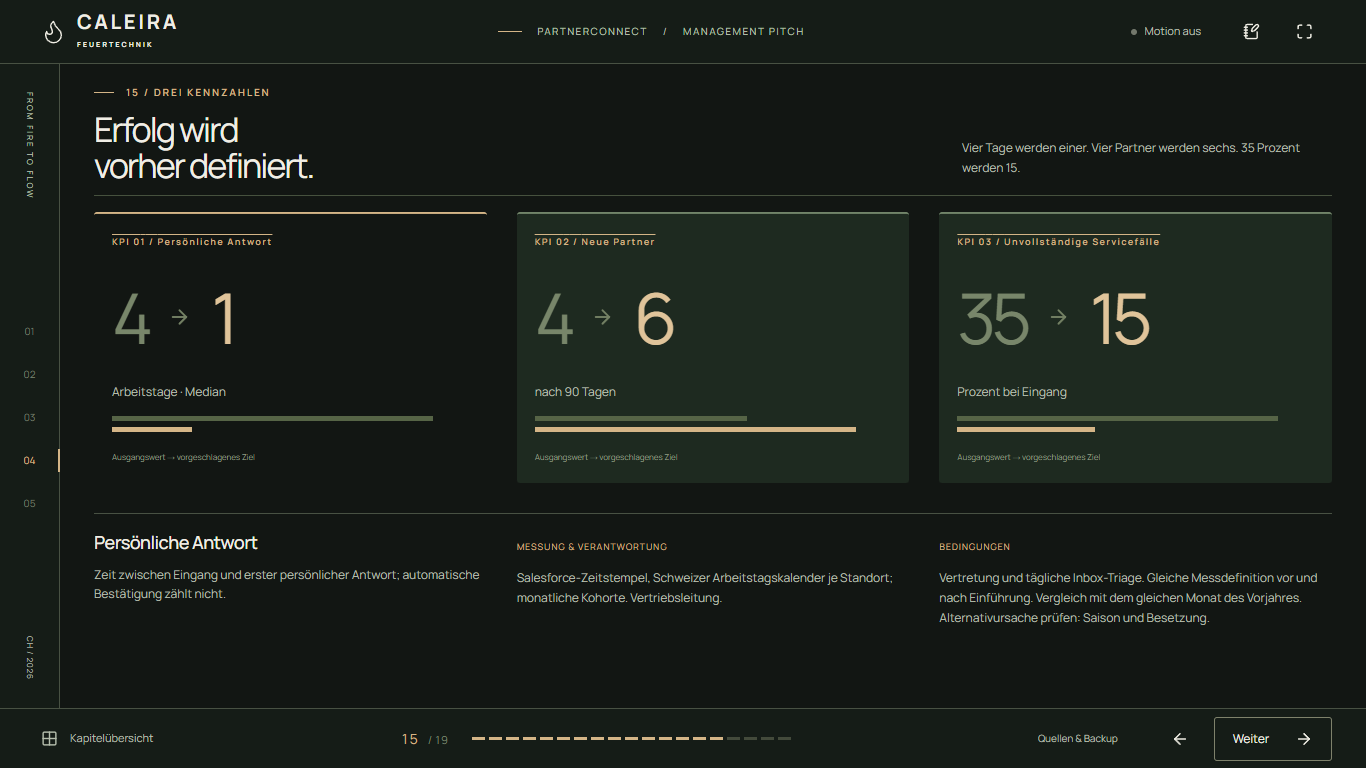 CALEIRA
FEUERTECHNIK
PARTNERCONNECT / MANAGEMENT PITCH
Motion aus
FROM FIRE TO FLOW
01
02
03
04
05
CH / 2026
15 / DREI KENNZAHLEN
Erfolg wird
vorher definiert.
Vier Tage werden einer. Vier Partner werden sechs. 35 Prozent
werden 15.
KPI 01 / Persönliche Antwort
4 → 1
Arbeitstage · Median
Ausgangswert → vorgeschlagenes Ziel
KPI 02 / Neue Partner
4 → 6
nach 90 Tagen
Ausgangswert → vorgeschlagenes Ziel
KPI 03 / Unvollständige Servicefälle
35 → 15
Prozent bei Eingang
Ausgangswert → vorgeschlagenes Ziel
Persönliche Antwort
Zeit zwischen Eingang und erster persönlicher Antwort; automatische
Bestätigung zählt nicht.
MESSUNG & VERANTWORTUNG
Salesforce-Zeitstempel, Schweizer Arbeitstagskalender je Standort;
monatliche Kohorte. Vertriebsleitung.
BEDINGUNGEN
Vertretung und tägliche Inbox-Triage. Gleiche Messdefinition vor und
nach Einführung. Vergleich mit dem gleichen Monat des Vorjahres.
Alternativursache prüfen: Saison und Besetzung.
Kapitelübersicht
15 / 19
Quellen & Backup
← Weiter →